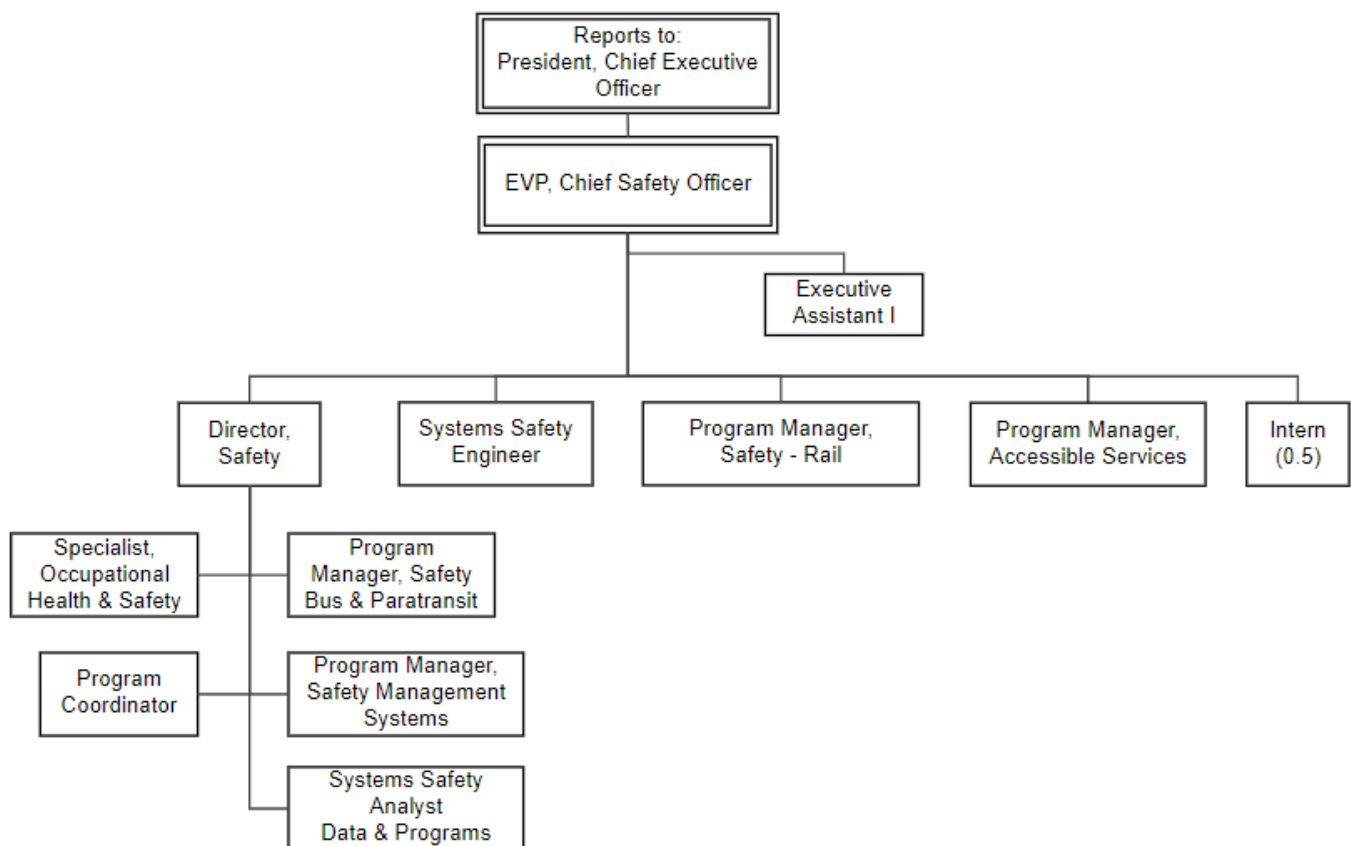 Reports to:
President, Chief Executive
Officer
EVP, Chief Safety Officer
Executive
Assistant I
Director,
Safety
Systems Safety
Engineer
Program Manager,
Safety - Rail
Program Manager,
Accessible Services
Intern
(0.5)
Specialist,
Occupational
Health & Safety
Program
Manager, Safety
Bus & Paratransit
Program
Coordinator
Program Manager,
Safety Management
Systems
Systems Safety
Analyst
Data & Programs